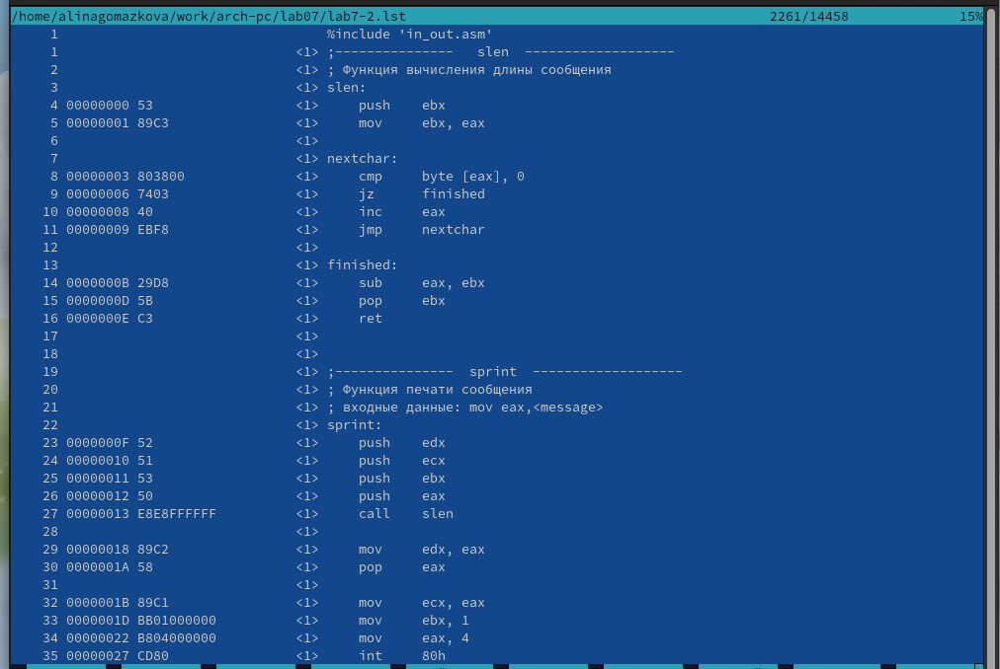 /home/alinagomazkova/work/arch-pc/lab07/lab7-2.lst 2261/14458 15%
1 %include 'in_out.asm'
1 <1> ;--------------- slen -------------------
2 <1> ; Функция вычисления длины сообщения
3 <1> slen:
4 00000000 53 <1> push ebx
5 00000001 89C3 <1> mov ebx, eax
6 <1>
7 <1> nextchar:
8 00000003 803800 <1> cmp byte [eax], 0
9 00000006 7403 <1> jz finished
10 00000008 40 <1> inc eax
11 00000009 EBF8 <1> jmp nextchar
12 <1>
13 <1> finished:
14 0000000B 29D8 <1> sub eax, ebx
15 0000000D 5B <1> pop ebx
16 0000000E C3 <1> ret
17 <1>
18 <1>
19 <1> ;--------------- sprint -------------------
20 <1> ; Функция печати сообщения
21 <1> ; входные данные: mov eax,<message>
22 <1> sprint:
23 0000000F 52 <1> push edx
24 00000010 51 <1> push ecx
25 00000011 53 <1> push ebx
26 00000012 50 <1> push eax
27 00000013 E8E8FFFFFF <1> call slen
28 <1>
29 00000018 89C2 <1> mov edx, eax
30 0000001A 58 <1> pop eax
31 <1>
32 0000001B 89C1 <1> mov ecx, eax
33 0000001D BB01000000 <1> mov ebx, 1
34 00000022 B804000000 <1> mov eax, 4
35 00000027 CD80 <1> int 80h